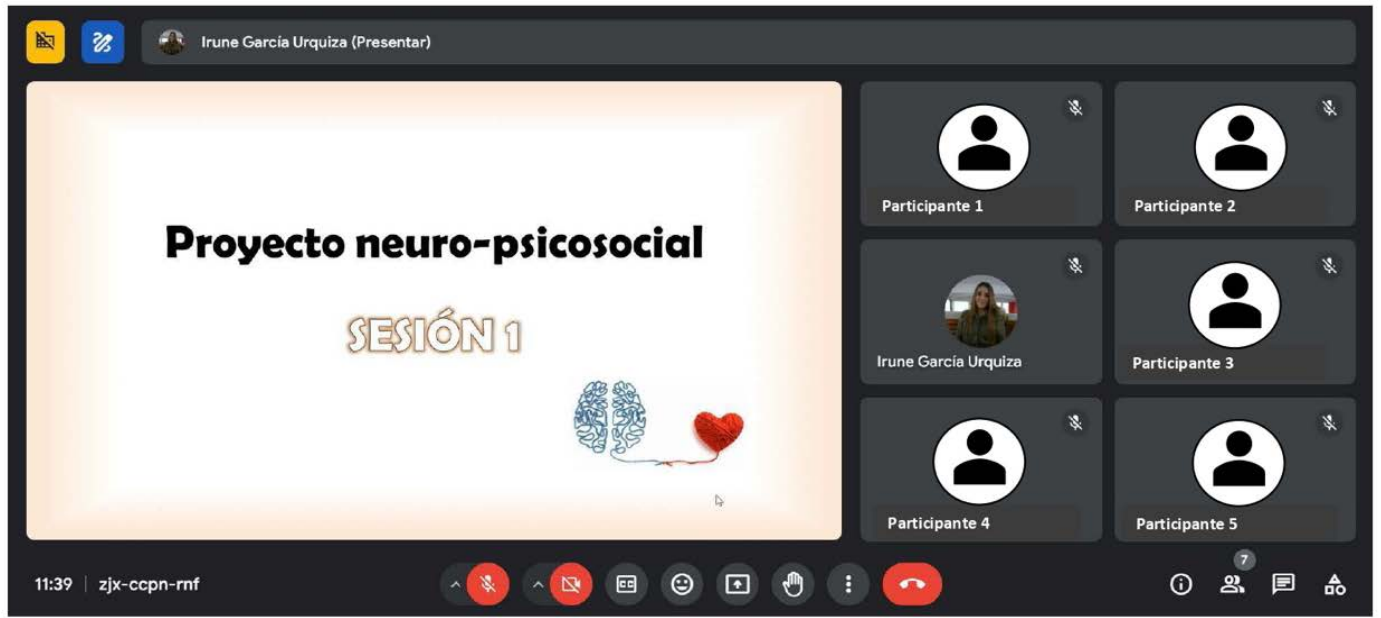 Irune García Urquiza (Presentar)
Proyecto neuro-psicosocial
SESIÓN 1
Participante 1
Participante 2
Irune García Urquiza
Participante 3
Participante 4
Participante 5
11:39 | zjx-ccpn-rnf
CC
7